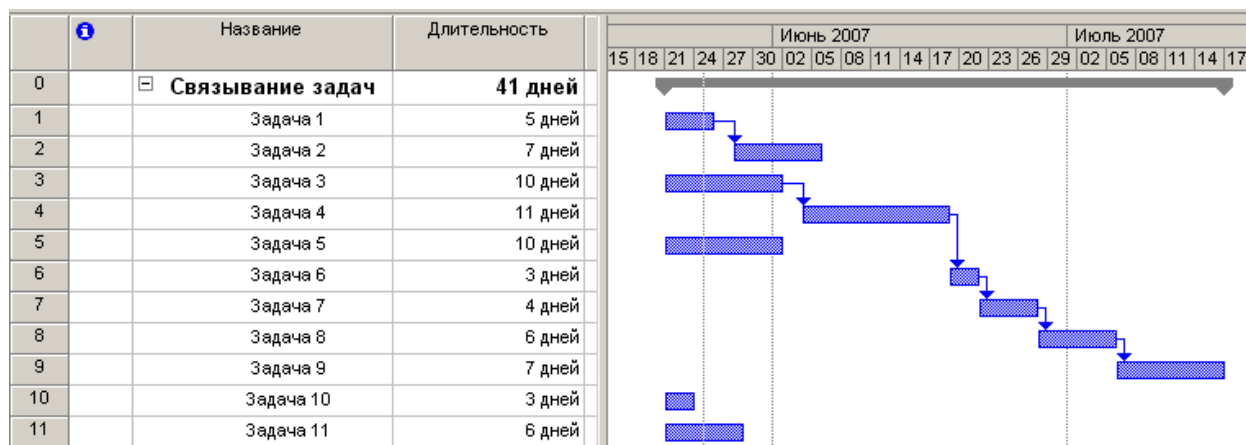 Название Длительность
Июнь 2007 Июль 2007
15 18 21 24 27 30 02 05 08 11 14 17 20 23 26 29 02 05 08 11 14 17
0 Связывание задач 41 дней
1 Задача 1 5 дней
2 Задача 2 7 дней
3 Задача 3 10 дней
4 Задача 4 11 дней
5 Задача 5 10 дней
6 Задача 6 3 дней
7 Задача 7 4 дней
8 Задача 8 6 дней
9 Задача 9 7 дней
10 Задача 10 3 дней
11 Задача 11 6 дней